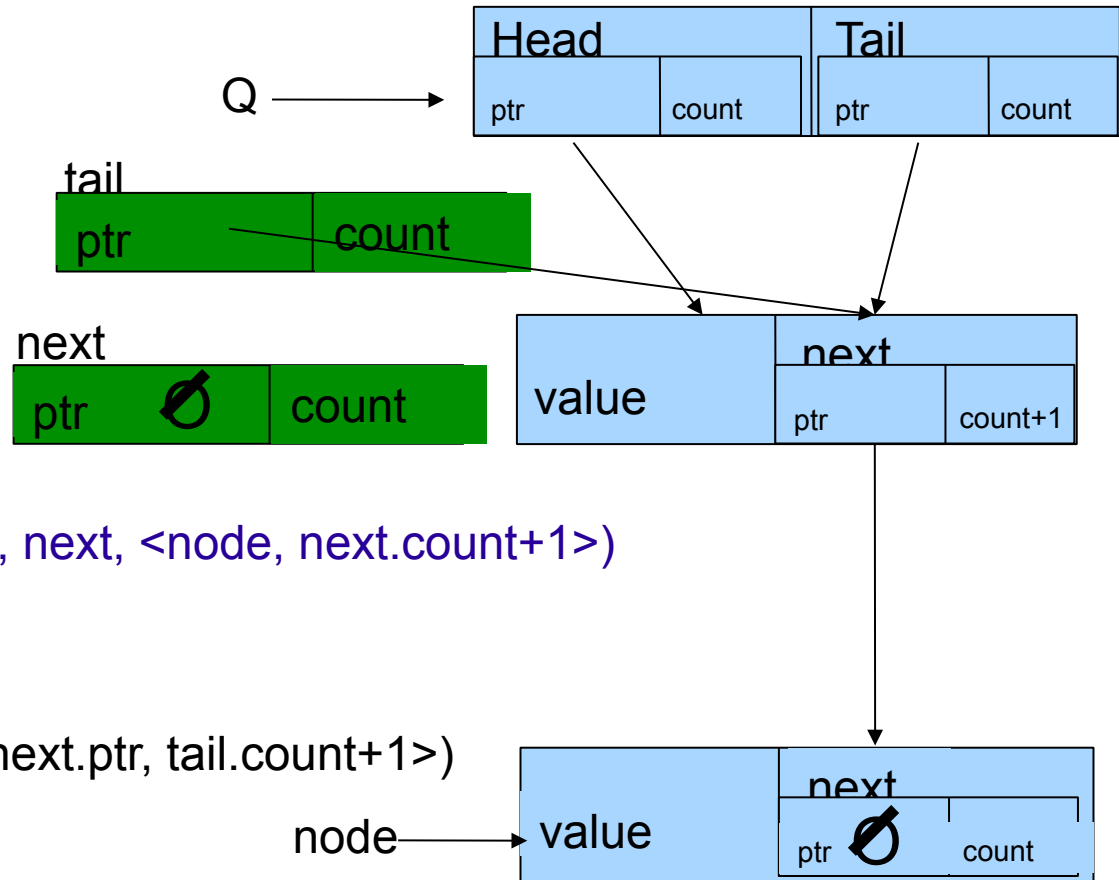 Head Tail
Q
ptr count ptr count
tail
ptr count
next
next
ptr count
value
ptr count+1
, next, <node, next.count+1>)
next.ptr, tail.count+1>)
next
node value
ptr count